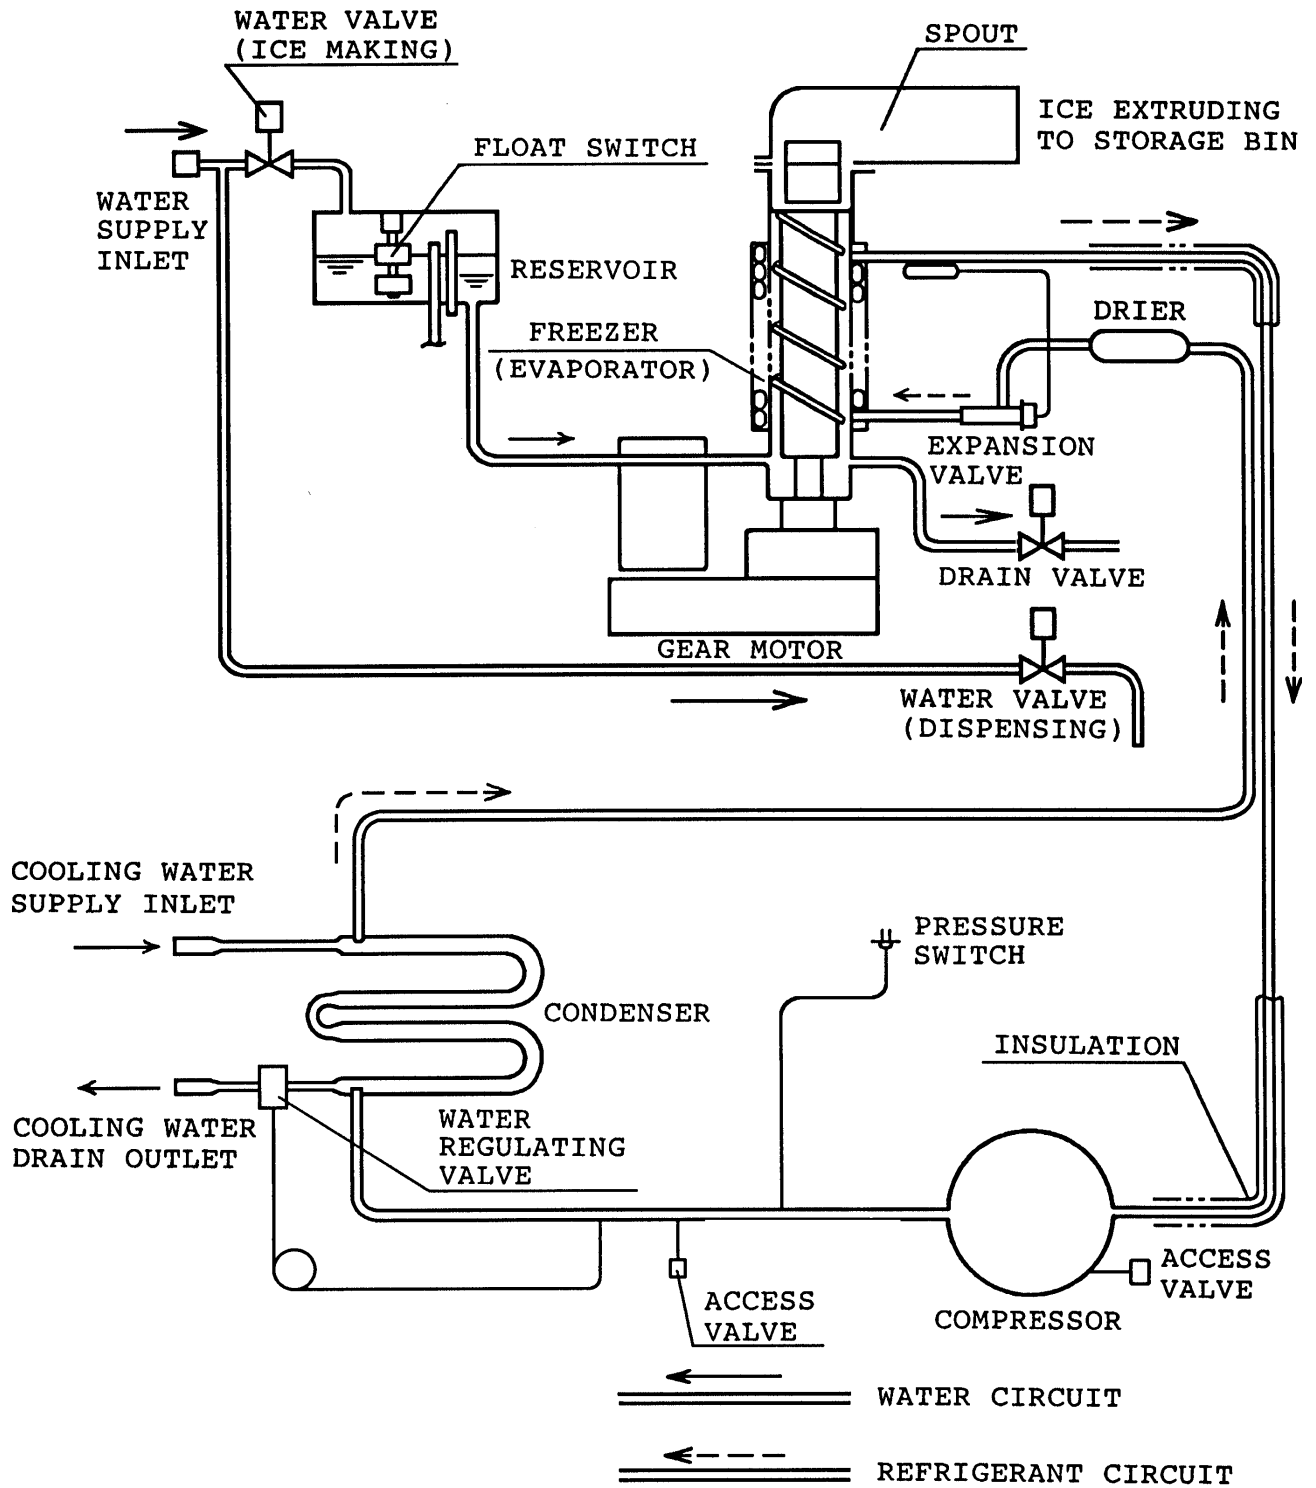 WATER VALVE
(ICE MAKING)
SPOUT
ICE EXTRUDING
TO STORAGE BIN
FLOAT SWITCH
WATER
SUPPLY
INLET
RESERVOIR
DRIER
FREEZER
(EVAPORATOR)
EXPANSION
VALVE
DRAIN VALVE
GEAR MOTOR
WATER VALVE
(DISPENSING)
COOLING WATER
SUPPLY INLET
PRESSURE
SWITCH
CONDENSER
INSULATION
COOLING WATER
DRAIN OUTLET
WATER
REGULATING
VALVE
ACCESS
VALVE
COMPRESSOR
ACCESS
VALVE
WATER CIRCUIT
REFRIGERANT CIRCUIT